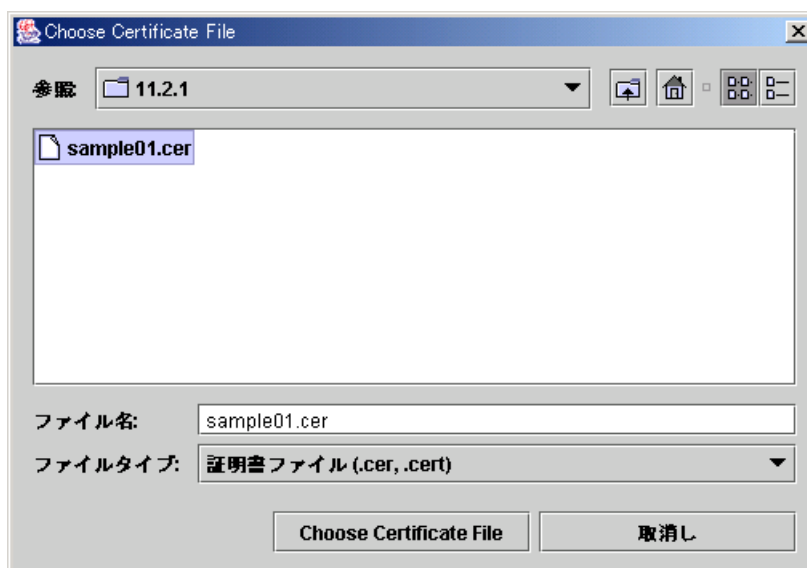 Choose Certificate File
参照: 11.2.1
sample01.cer
ファイル名: sample01.cer
ファイルタイプ: 証明書ファイル (.cer, .cert)
Choose Certificate File 取消し